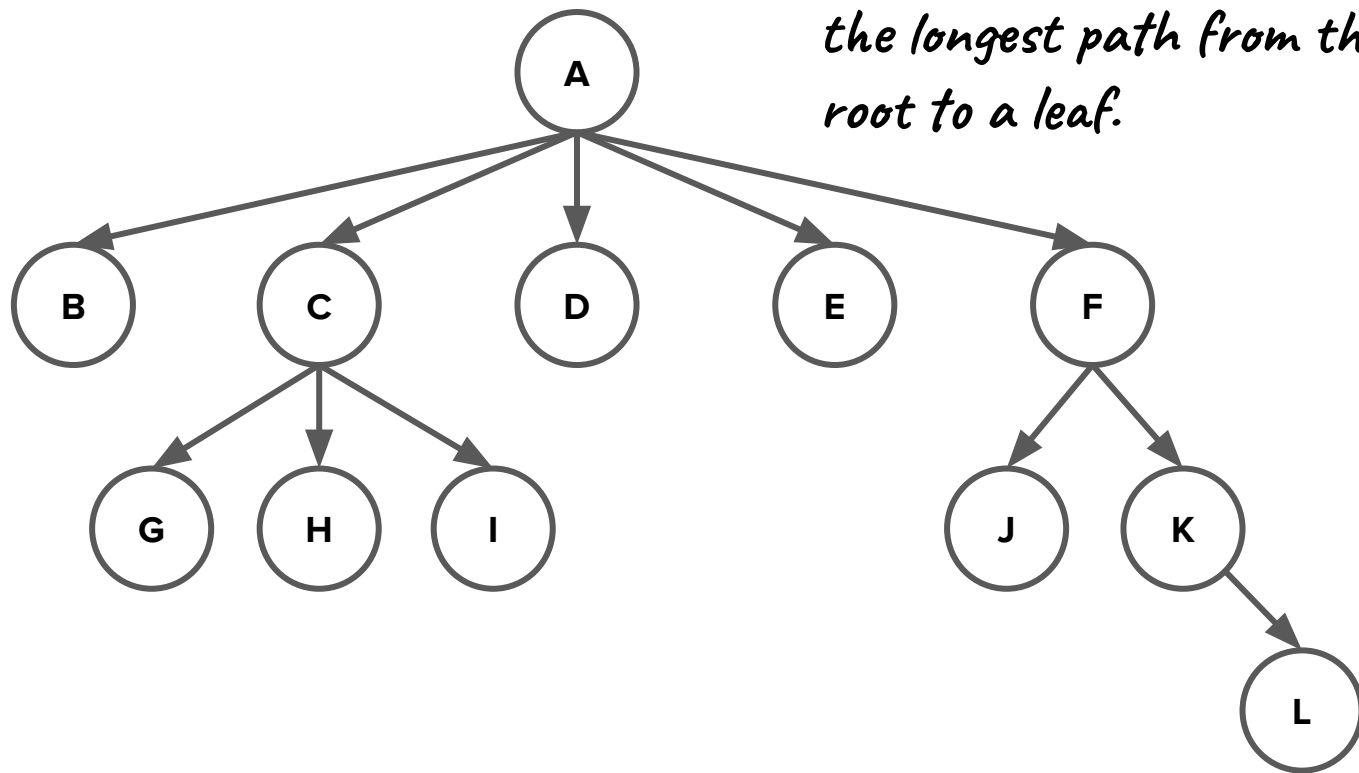 the longest path from th
root to a leaf.
A
B C D E F
G H I J K
L